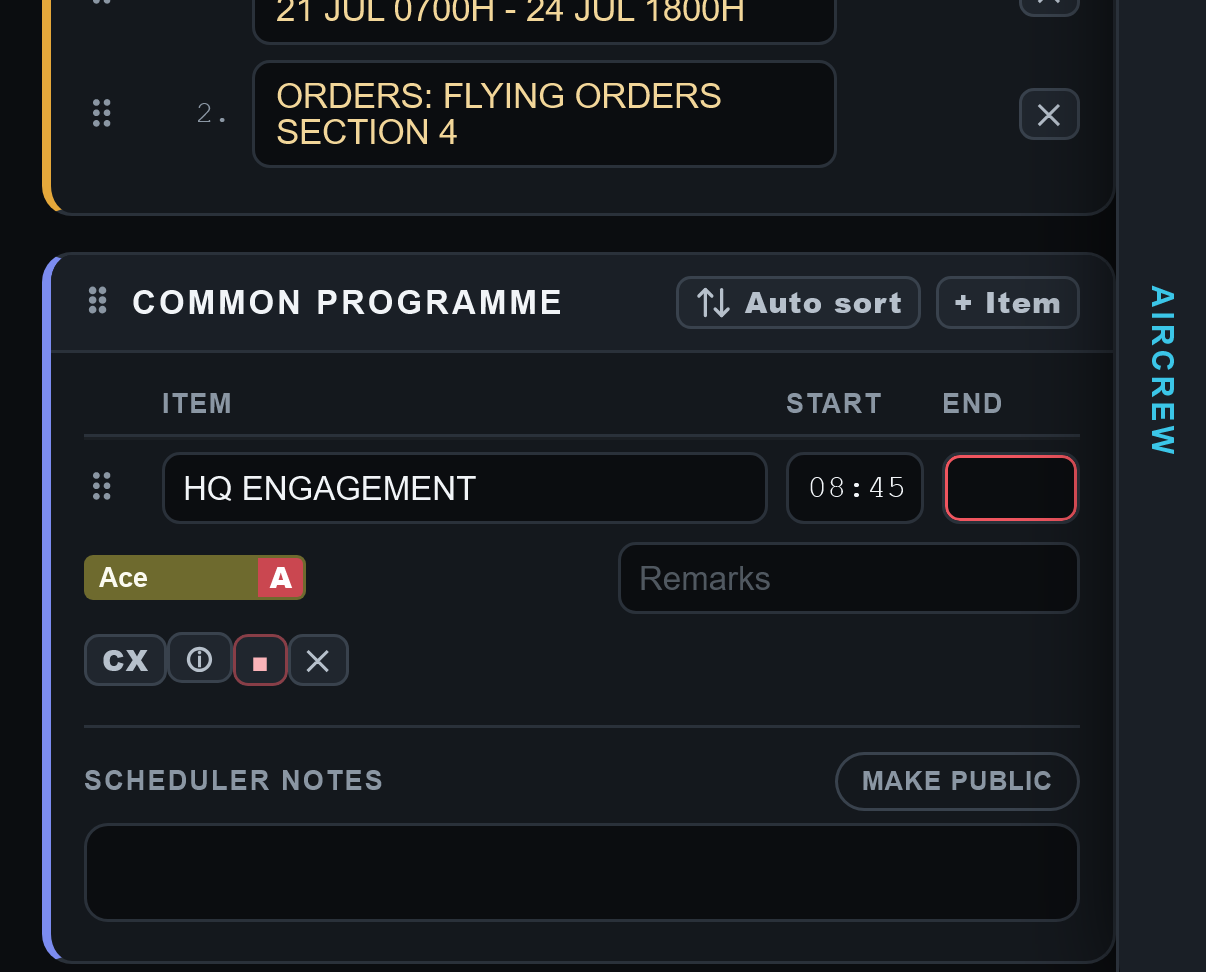 21 JUL 0700H - 24 JUL 1800H
2.
ORDERS: FLYING ORDERS
SECTION 4
COMMON PROGRAMME
Auto sort
+ Item
ITEM
START
END
HQ ENGAGEMENT
08:45
Ace
A
Remarks
CX
SCHEDULER NOTES
MAKE PUBLIC
AIRCREW